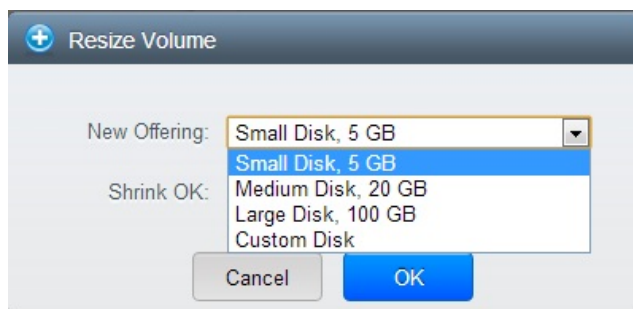 Resize Volume
New Offering: Small Disk, 5 GB
Small Disk, 5 GB
Shrink OK: Medium Disk, 20 GB
Large Disk, 100 GB
Custom Disk
Cancel OK